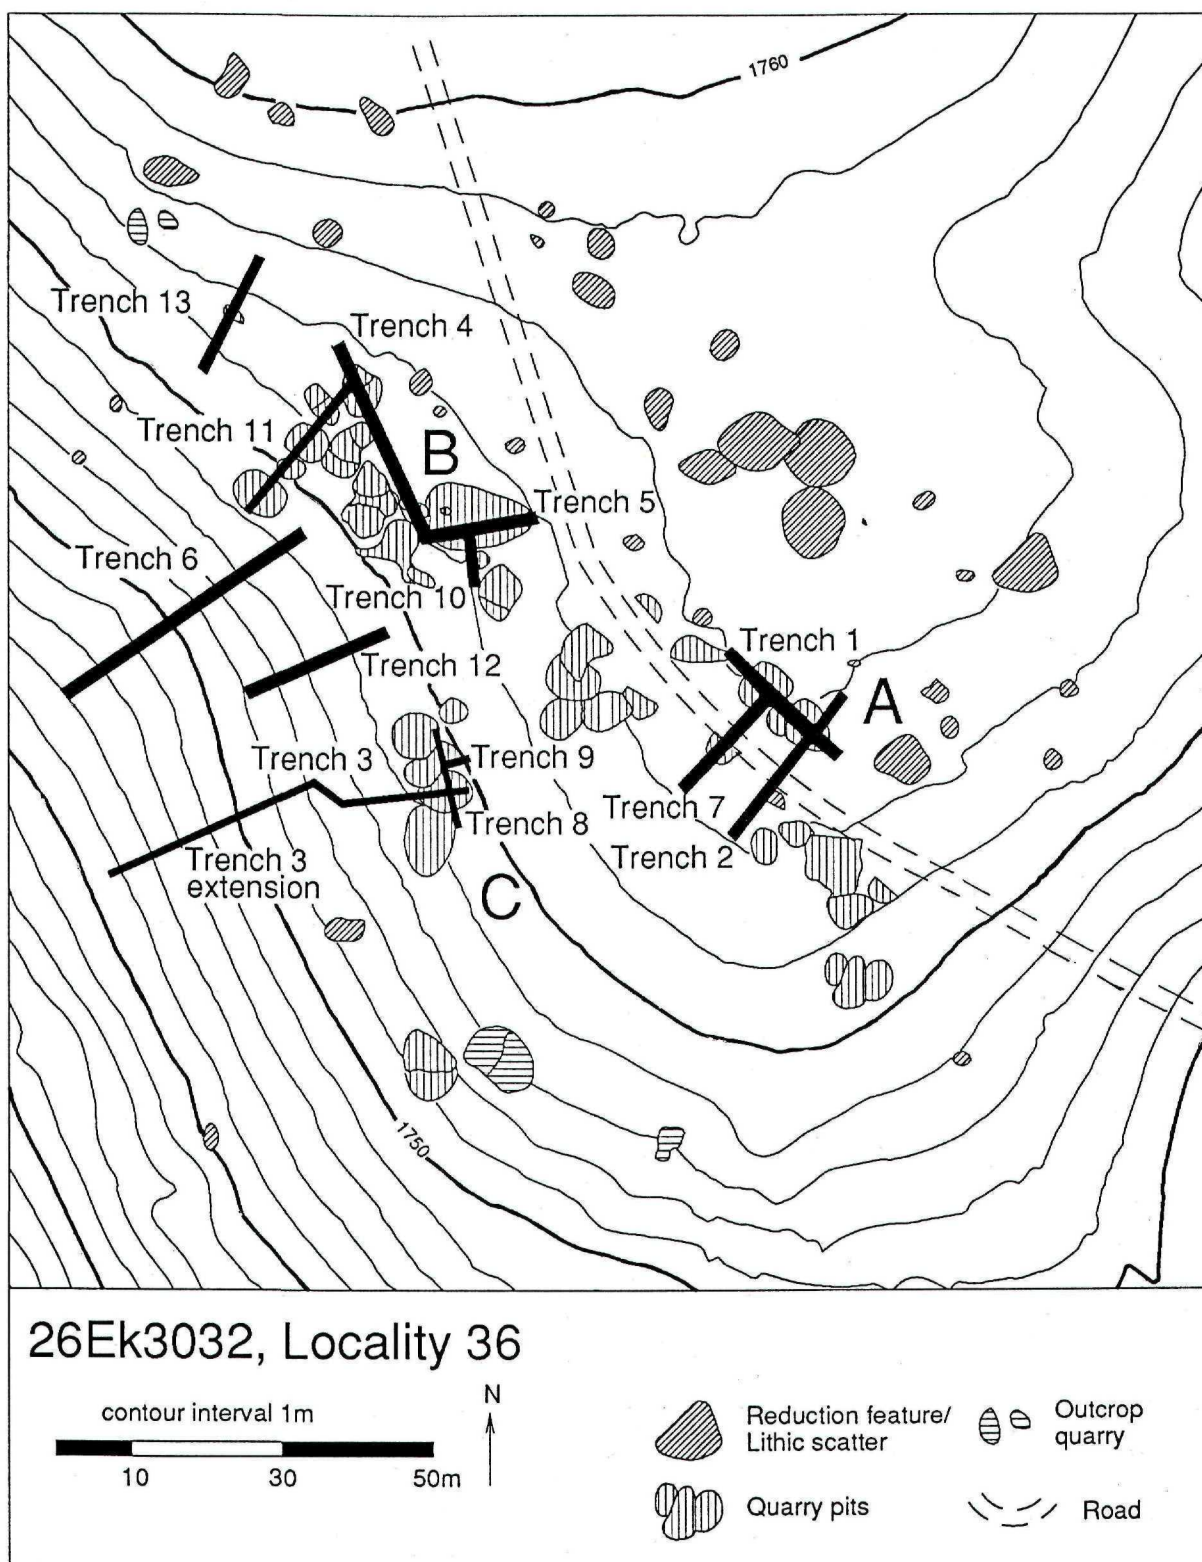 1760
Trench 13
Trench 4
Trench 11
B
Trench 5
Trench 6
Trench 10
Trench 12
Trench 1
A
Trench 3
Trench 9
Trench 7
Trench 8
Trench 2
Trench 3
extension
C
1750
26Ek3032, Locality 36
contour interval 1m
N
10
30
50m
Reduction feature/
Lithic scatter
Outcrop
quarry
Quarry pits
Road